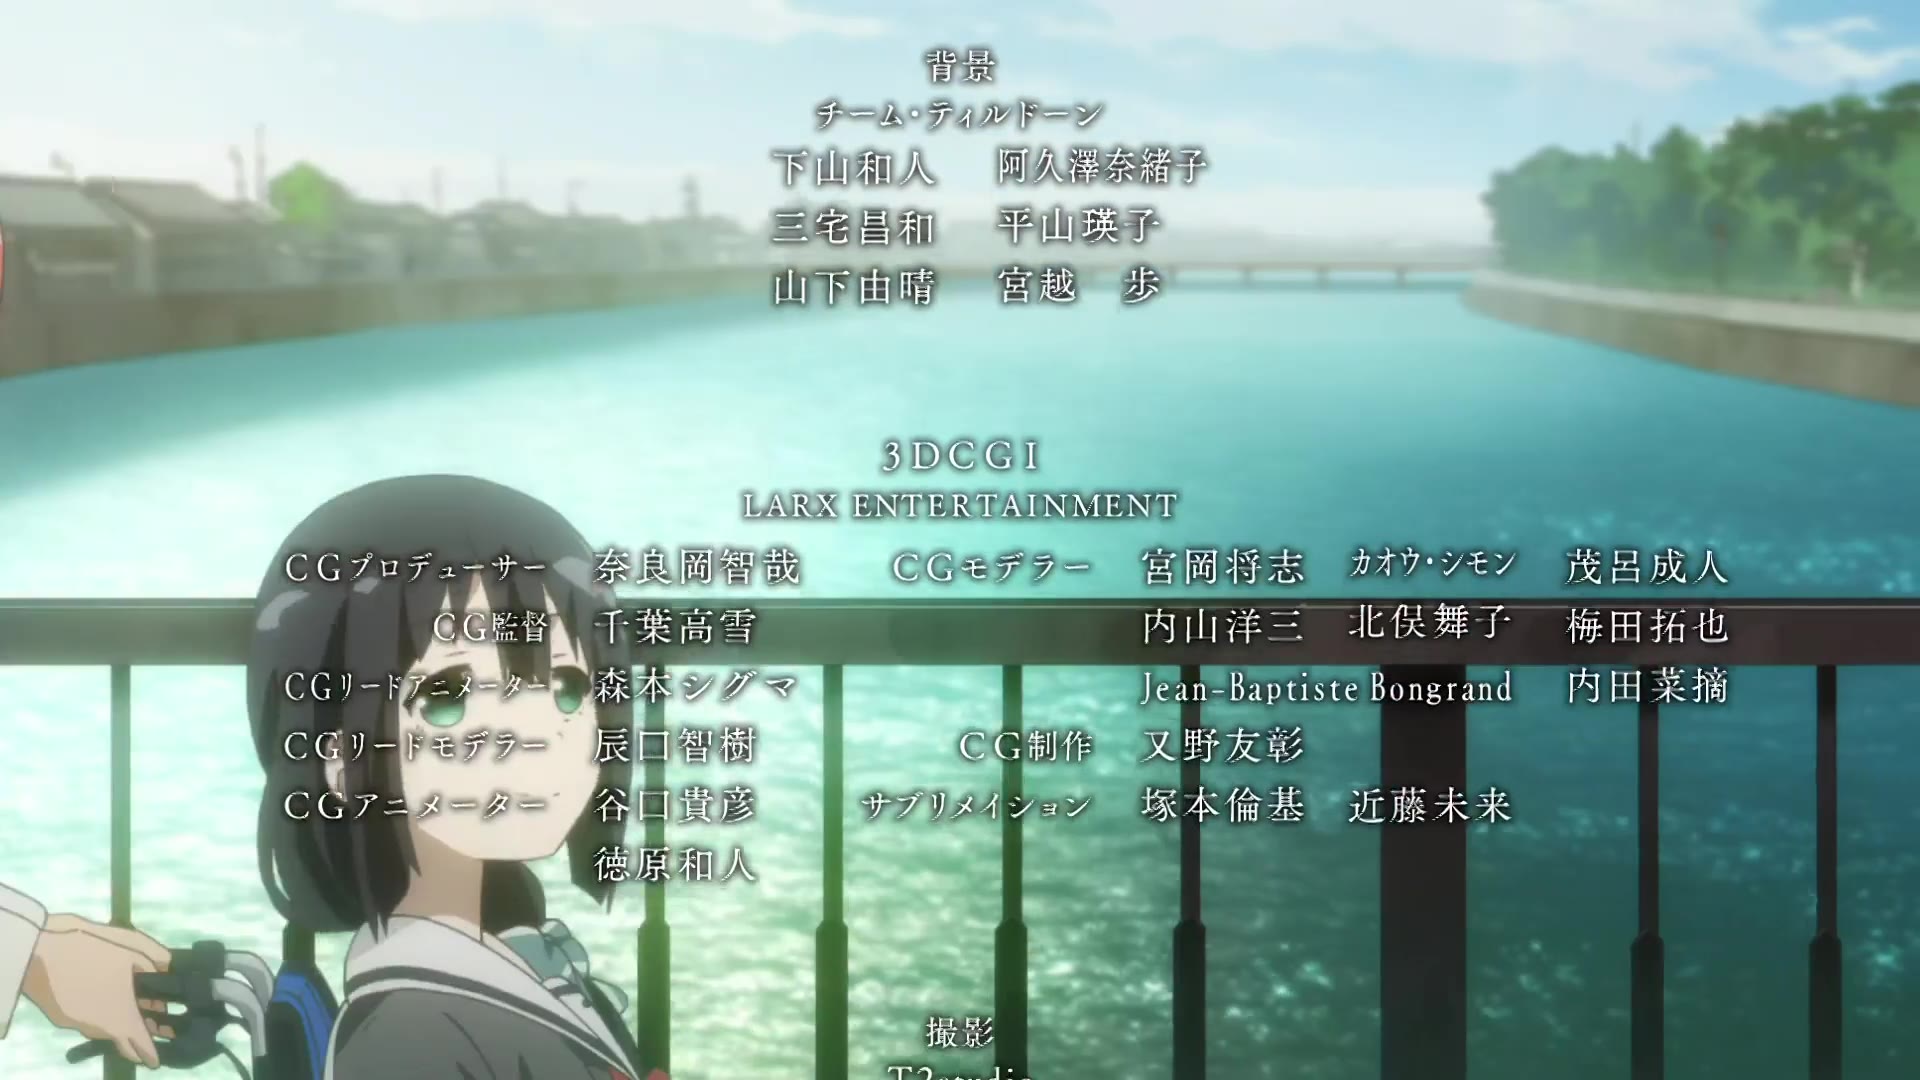 背景
チーム・ティルドーン
下山和人 阿久澤奈緒子
三宅昌和 平山瑛子
山下由晴 宮越 歩
3DCGI
LARX ENTERTAINMENT
CGプロデューサー 奈良岡智哉 CGモデラー 宮岡将志 カオウ・シモン 茂呂成人
CG監督 千葉高雪 内山洋三 北俣舞子 梅田拓也
CGリードアニメーター 森本シグマ Jean-Baptiste Bongrand 内田菜摘
CGリードモデラー 辰口智樹 CG制作 又野友彰
CGアニメーター 谷口貴彦 サブリメイション 塚本倫基 近藤未来
徳原和人
撮影
T2studio